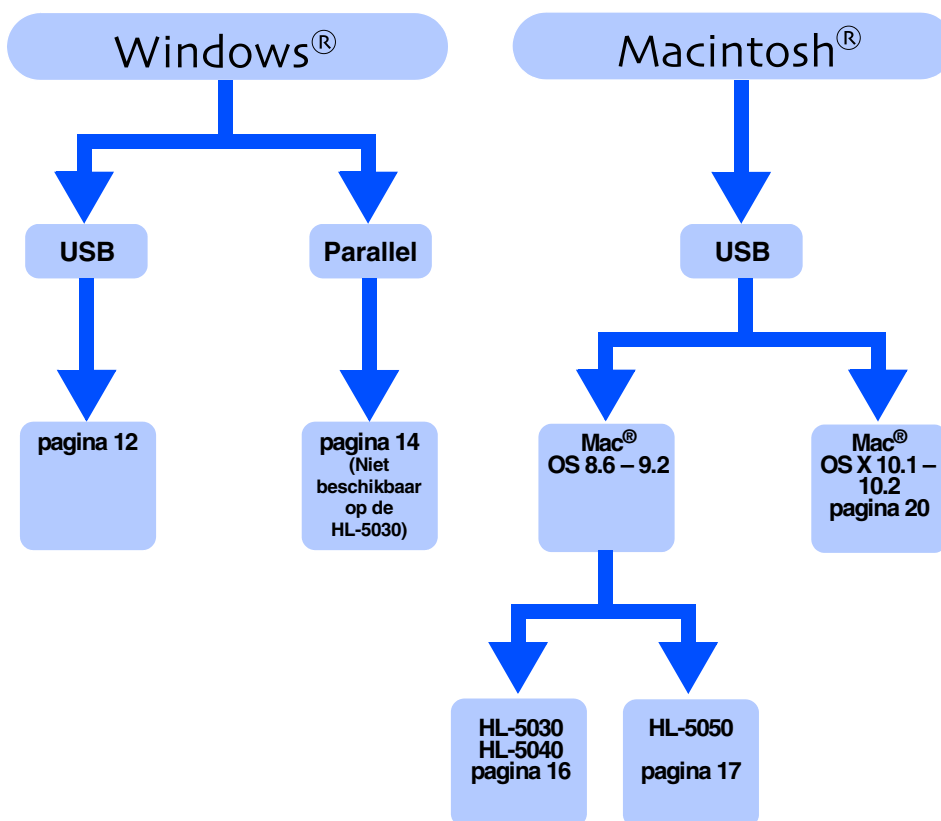 Windows®
Macintosh®
USB
Parallel
USB
pagina 12
pagina 14
(Niet
beschikbaar
op de
HL-5030)
Mac®
OS 8.6 – 9.2
Mac®
OS X 10.1 –
10.2
pagina 20
HL-5030
HL-5040
pagina 16
HL-5050
pagina 17